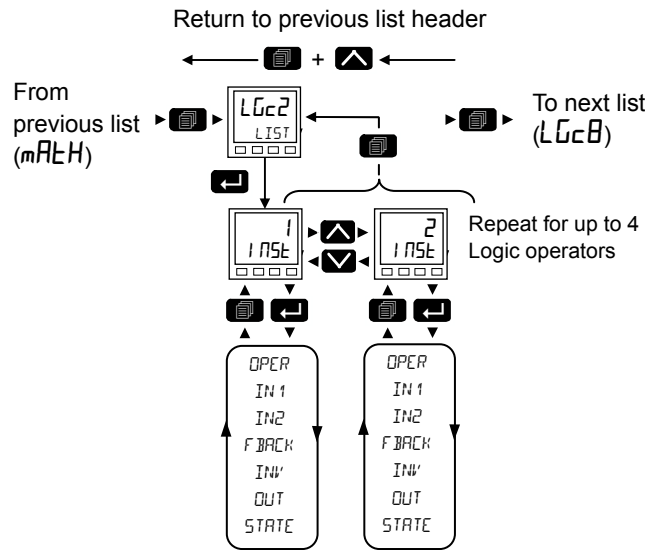 Return to previous list header
+
From
previous list
(mAtH)
LGc2
LIST
To next list
(LGc8)
1
INSt
2
INSt
Repeat for up to 4
Logic operators
OPER
IN1
IN2
FBACK
INV
OUT
STATE
OPER
IN1
IN2
FBACK
INV
OUT
STATE